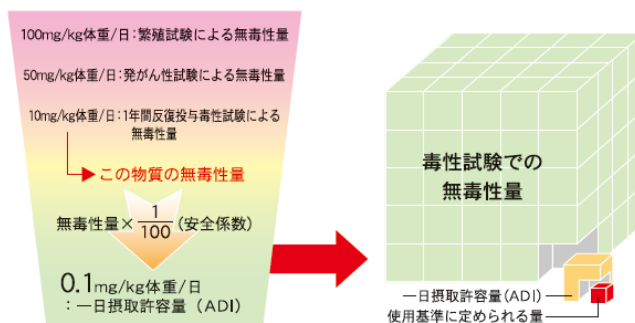 100mg/kg体重/日:繁殖試験による無毒性量
50mg/kg体重/日:発がん性試験による無毒性量
10mg/kg体重/日:1年間反復投与毒性試験による
無毒性量
この物質の無毒性量
無毒性量×1/100(安全係数)
0.1mg/kg体重/日
:一日摂取許容量(ADI)
毒性試験での
無毒性量
一日摂取許容量(ADI)
使用基準に定められる量